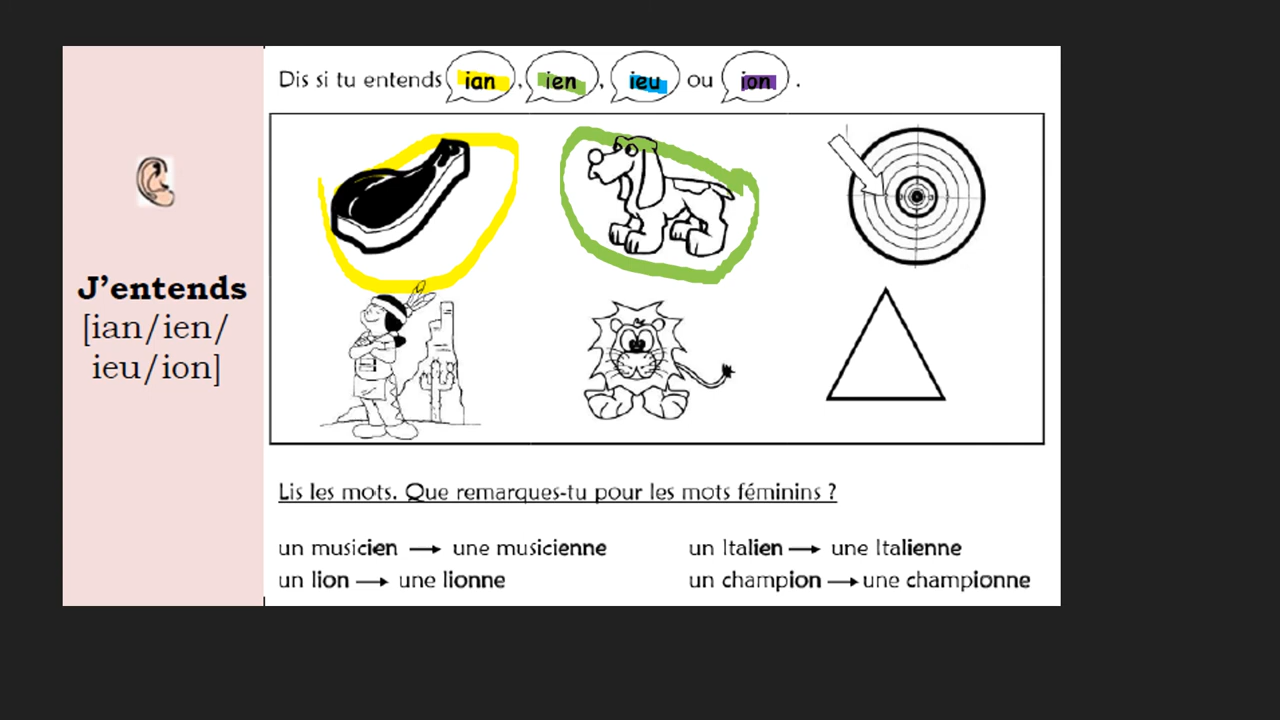 Dis si tu entends ian, ien, ieu ou ion.
J'entends
[ian/ien/
ieu/ion]
Lis les mots. Que remarques-tu pour les mots féminins ?
un musicien → une musicienne
un Italien → une Italienne
un lion → une lionne
un champion → une championne